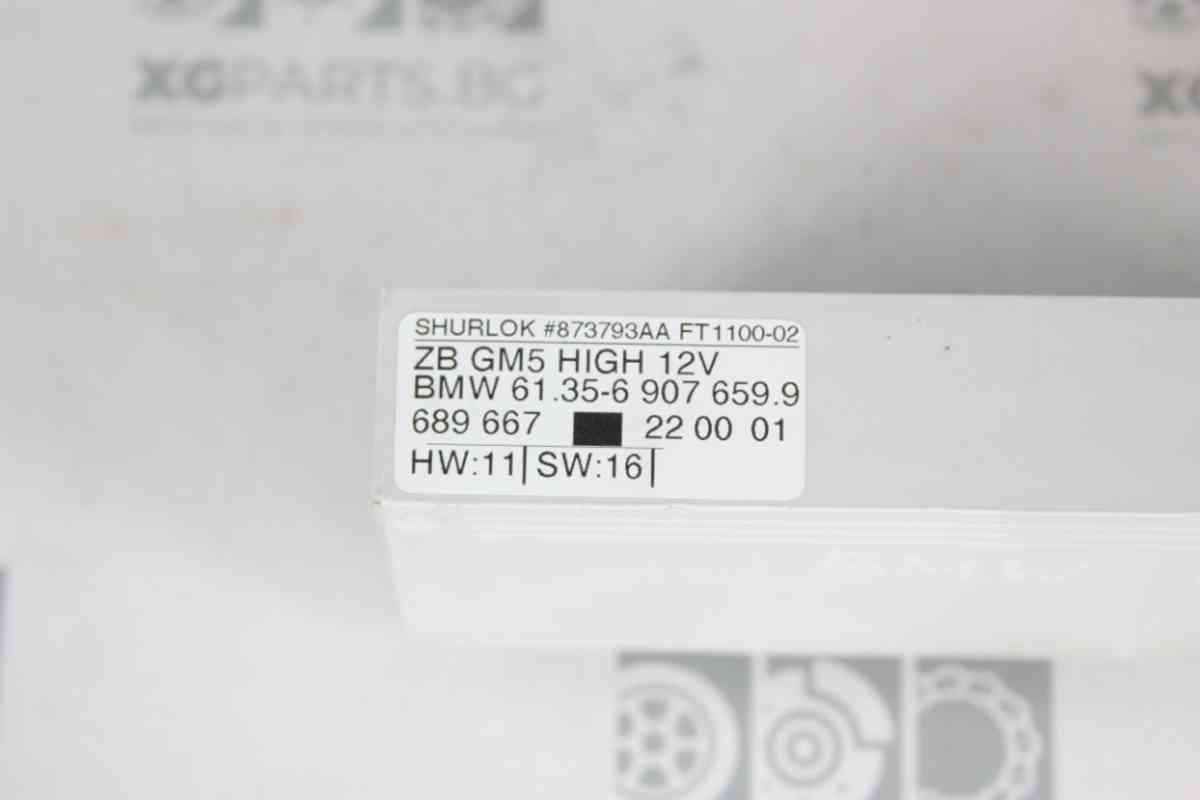 XGPARTS.BG
XG
SHURLOK #873793AA FT1100-02
ZB GM5 HIGH 12V
BMW 61.35-6 907 659.9
689 667 22 00 01
HW:11| SW:16|